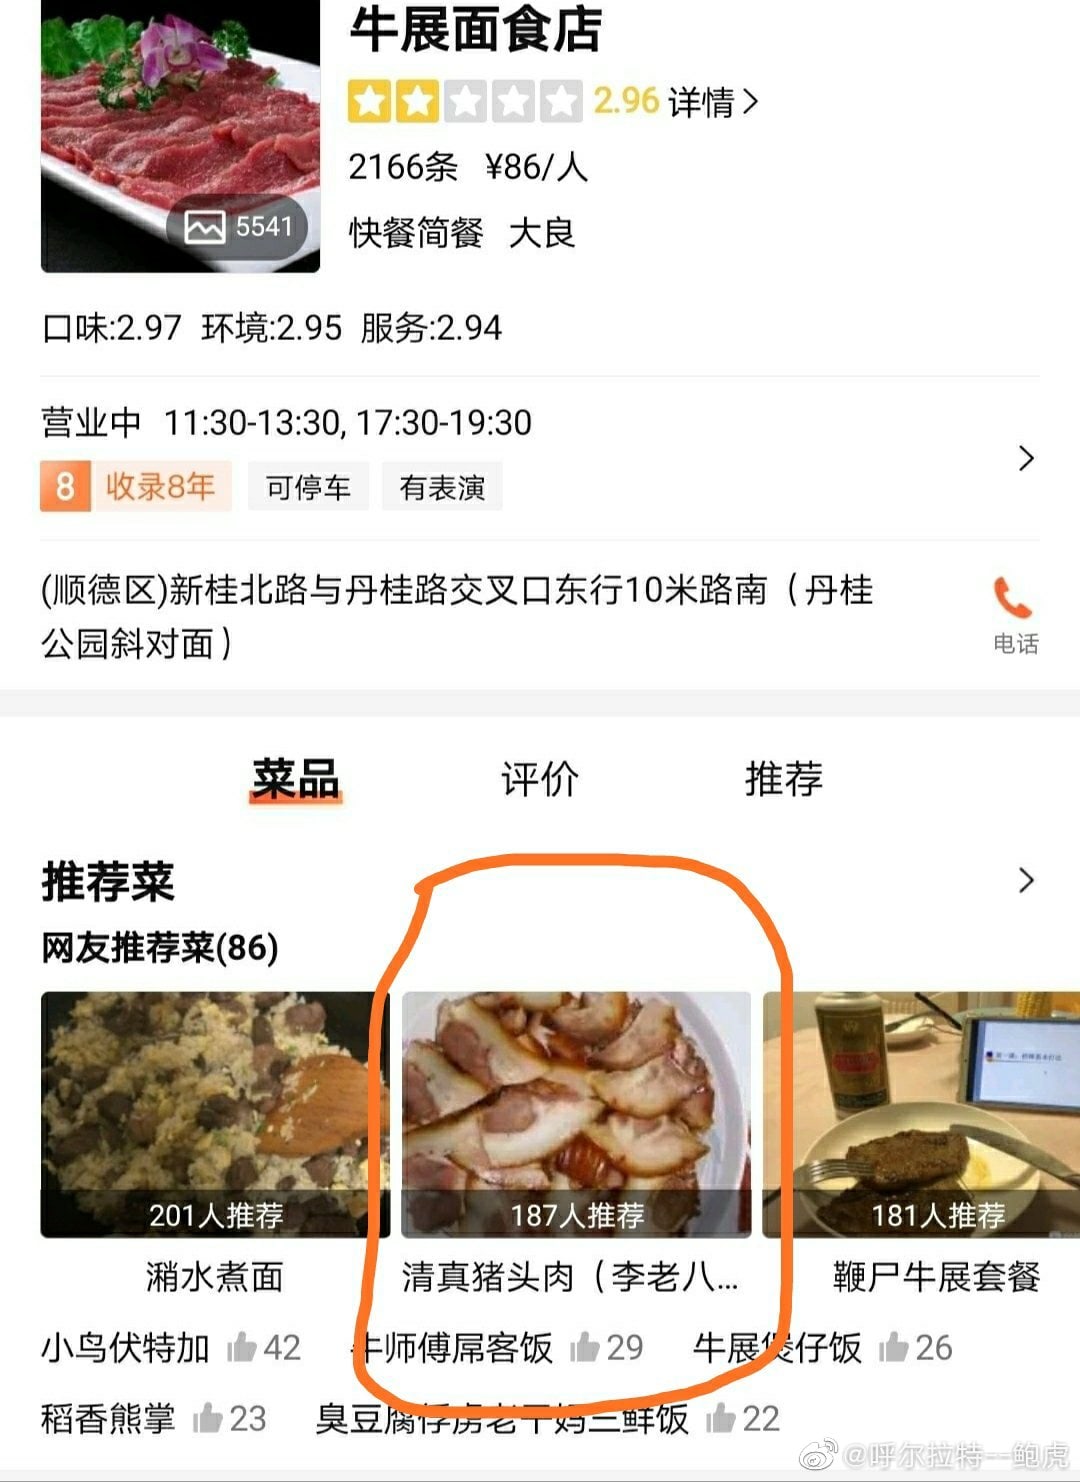 牛展面食店
2.96 详情
2166条 ¥86/人
5541
快餐简餐 大良
口味:2.97 环境:2.95 服务:2.94
营业中 11:30-13:30, 17:30-19:30
8 收录8年 可停车 有表演
(顺德区)新桂北路与丹桂路交叉口东行10米路南（丹桂
公园斜对面）
电话
菜品 评价 推荐
推荐菜
网友推荐菜(86)
201人推荐 187人推荐 181人推荐
潲水煮面 清真猪头肉（李老八... 鞭尸牛展套餐
小鸟伏特加 42 牛师傅屌客饭 29 牛展煲仔饭 26
稻香熊掌 23 臭豆腐俘虏老干妈三鲜饭 22
@呼尔拉特--鲍虎